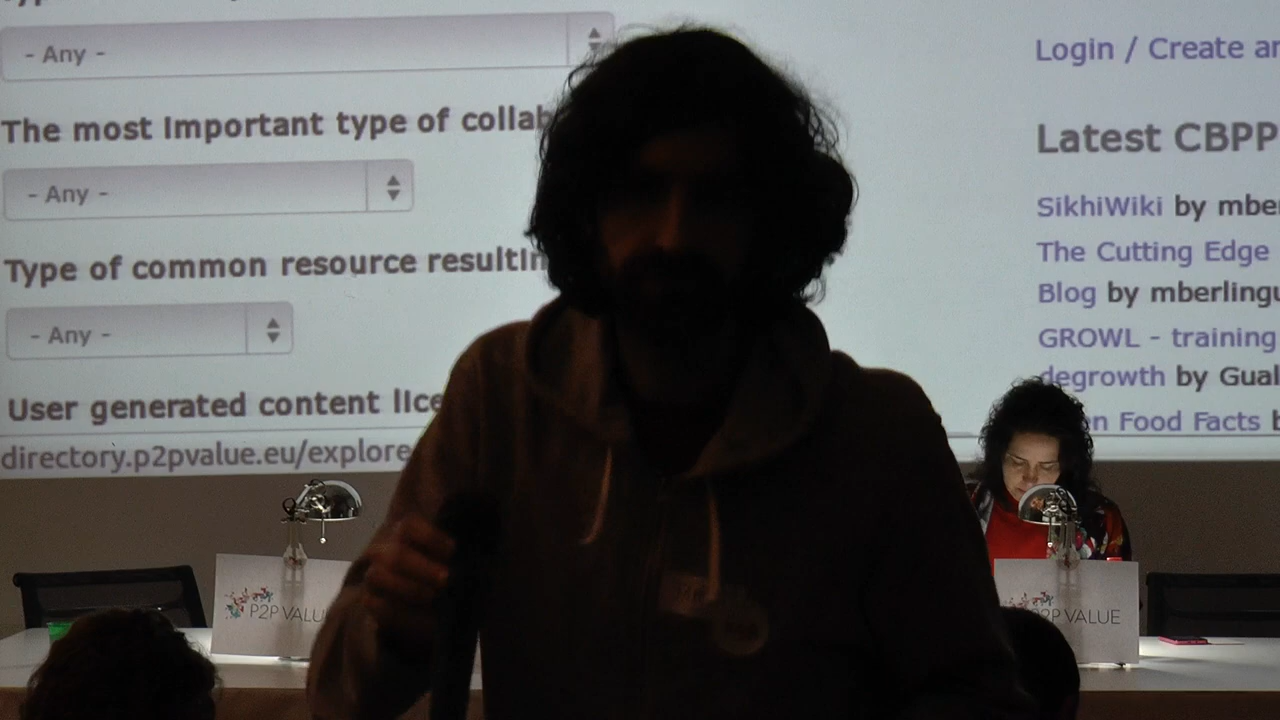 - Any -
The most important type of collab
- Any -
Type of common resource resultin
- Any -
User generated content lice
directory.p2pvalue.eu/explore
Login / Create an
Latest CBPP
SikhiWiki by mber
The Cutting Edge
Blog by mberlingu
GROWL - training
degrowth by Gual
n Food Facts b
P2P VALU
P2P VALUE